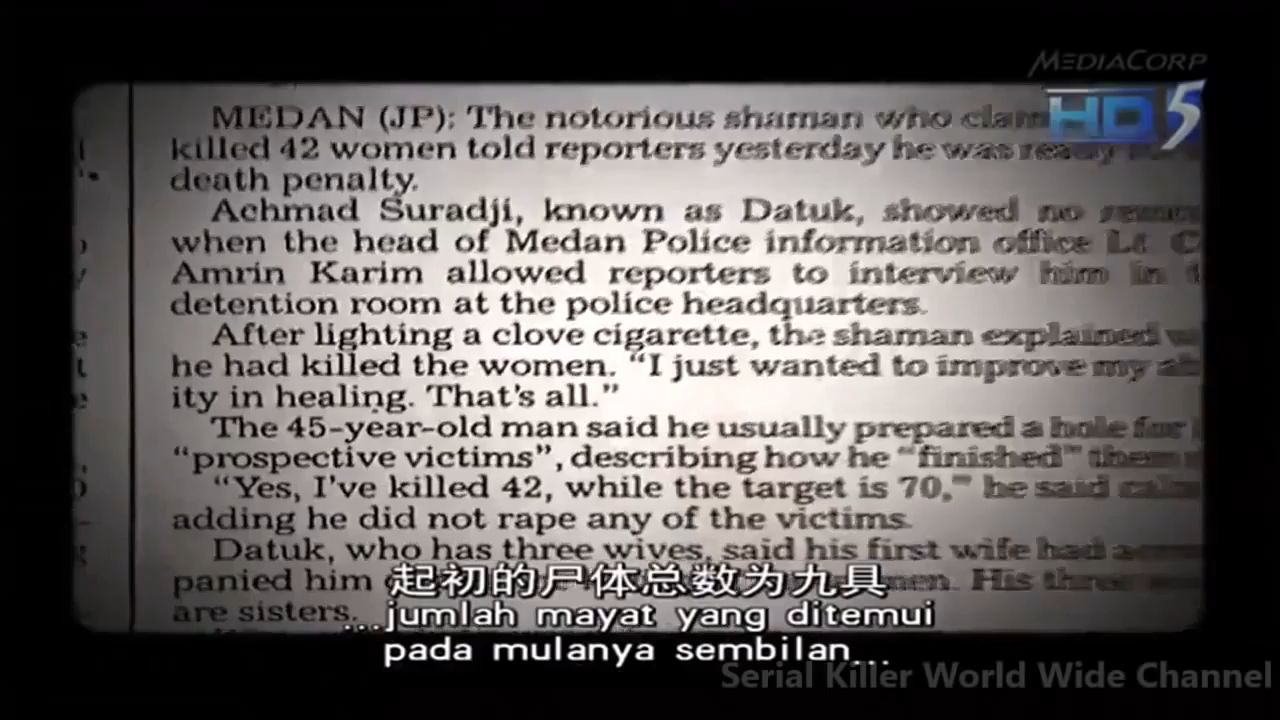 MEDIACORP
HD5
MEDAN (JP): The notorious shaman who
killed 42 women told reporters yesterday he was ready
death penalty.
Achmad Suradji, known as Datuk, showed no
when the head of Medan Police information office Lt
Amrin Karim allowed reporters to interview him in
detention room at the police headquarters.
After lighting a clove cigarette, the shaman explained
he had killed the women. “I just wanted to improve my
ity in healing. That’s all.”
The 45-year-old man said he usually prepared a hole for
“prospective victims”, describing how he “finished” them
“Yes, I’ve killed 42, while the target is 70,” he said
adding he did not rape any of the victims.
Datuk, who has three wives, said his first wife had
panied him
men. His three
are sisters.
起初的尸体总数为九具
...jumlah mayat yang ditemui
pada mulanya sembilan...
Serial Killer World Wide Channel